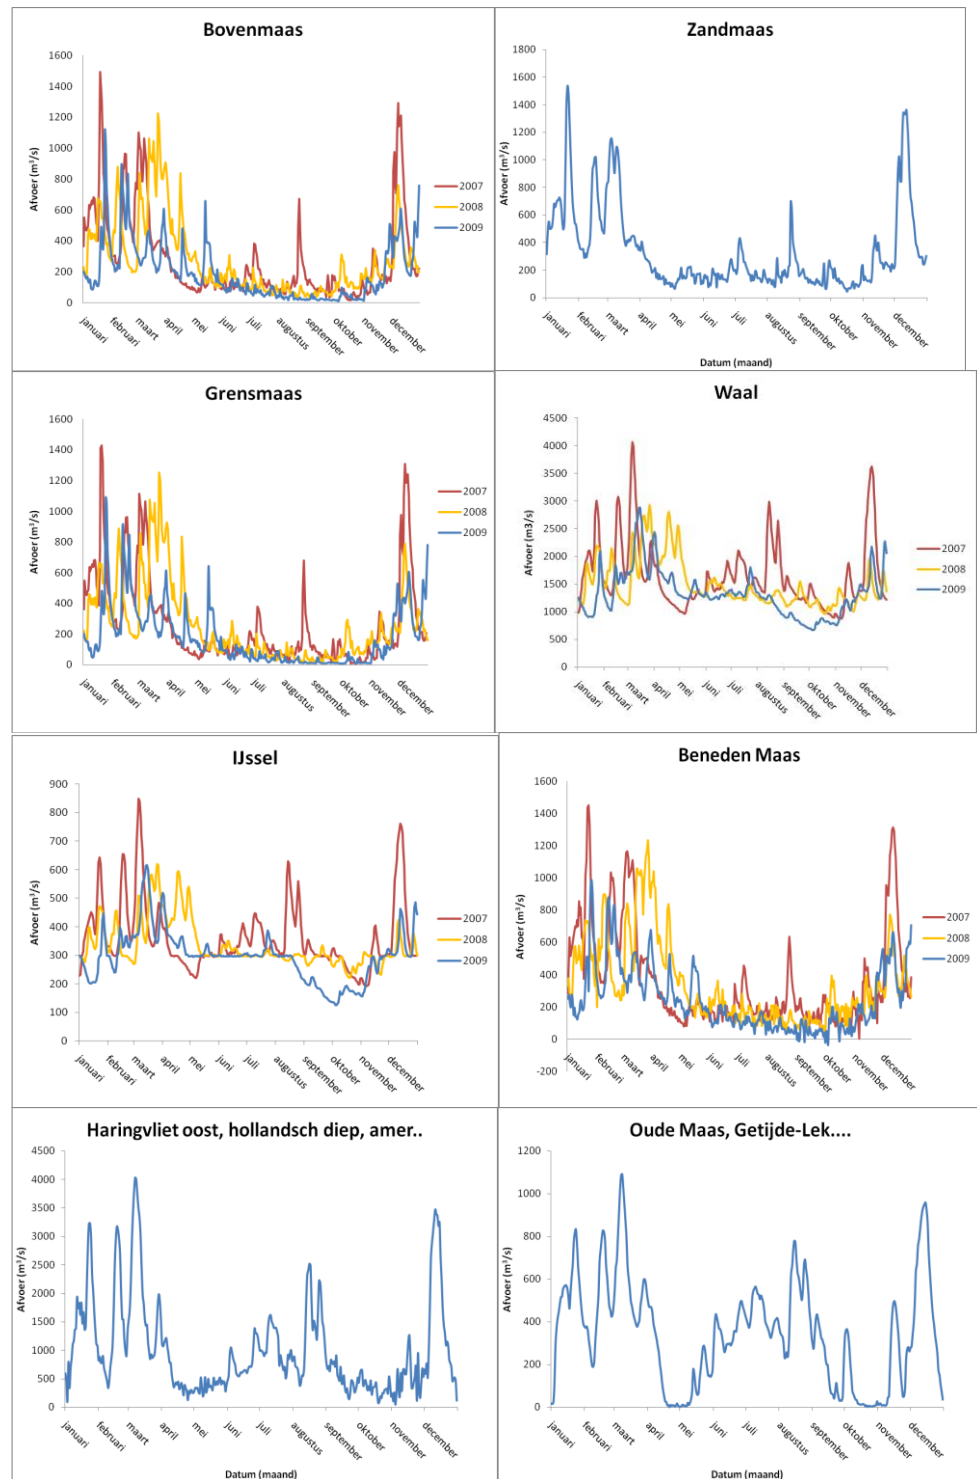 Bovenmaas
Afvoer (m³/s)
1600
1400
1200
1000
800
600
400
200
0
januari
februari
maart
april
mei
juni
juli
augustus
september
oktober
november
december
2007
2008
2009
Zandmaas
Afvoer (m³/s)
1800
1600
1400
1200
1000
800
600
400
200
0
januari
februari
maart
april
mei
juni
juli
augustus
september
oktober
november
december
Datum (maand)
Grensmaas
Afvoer (m³/s)
1600
1400
1200
1000
800
600
400
200
0
januari
februari
maart
april
mei
juni
juli
augustus
september
oktober
november
december
2007
2008
2009
Waal
Afvoer (m3/s)
4500
4000
3500
3000
2500
2000
1500
1000
500
0
januari
februari
maart
april
mei
juni
juli
augustus
september
oktober
november
december
2007
2008
2009
IJssel
Afvoer (m³/s)
900
800
700
600
500
400
300
200
100
0
januari
februari
maart
april
mei
juni
juli
augustus
september
oktober
november
december
2007
2008
2009
Beneden Maas
Afvoer (m³/s)
1600
1400
1200
1000
800
600
400
200
0
-200
januari
februari
maart
april
mei
juni
juli
augustus
september
oktober
november
december
2007
2008
2009
Haringvliet oost, hollandsch diep, amer..
Afvoer (m³/s)
4500
4000
3500
3000
2500
2000
1500
1000
500
0
januari
februari
maart
april
mei
juni
juli
augustus
september
oktober
november
december
Datum (maand)
Oude Maas, Getijde-Lek....
Afvoer (m³/s)
1200
1000
800
600
400
200
0
januari
februari
maart
april
mei
juni
juli
augustus
september
oktober
november
december
Datum (maand)